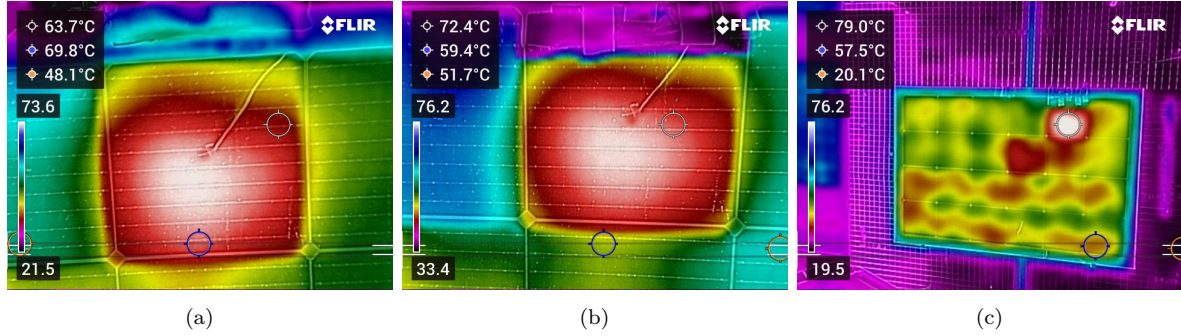 63.7°C
69.8°C
48.1°C
FLIR
73.6
21.5
72.4°C
59.4°C
51.7°C
FLIR
76.2
33.4
79.0°C
57.5°C
20.1°C
FLIR
76.2
19.5
(a)
(b)
(c)